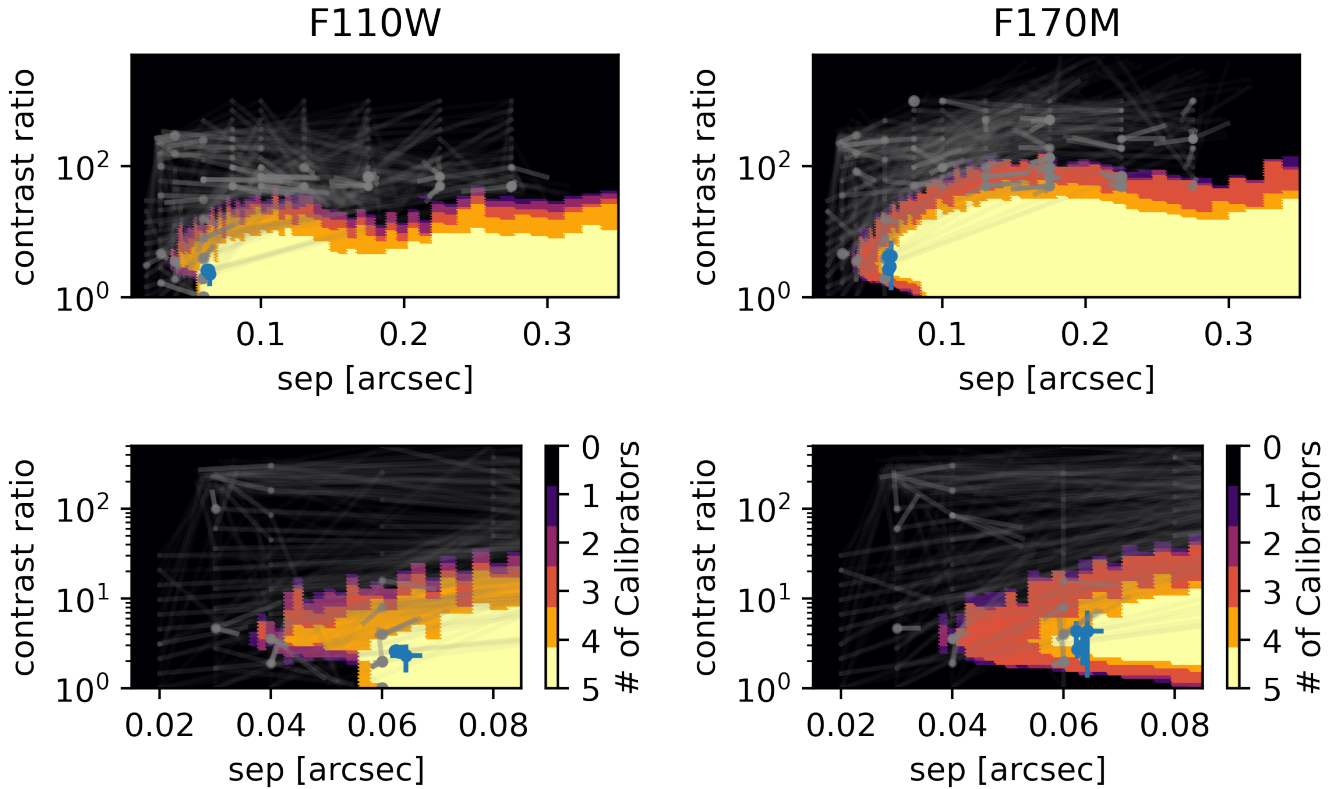 F110W
contrast ratio
10^2
10^0
0.1 0.2 0.3
sep [arcsec]
F170M
contrast ratio
10^2
10^0
0.1 0.2 0.3
sep [arcsec]
contrast ratio
10^2
10^1
10^0
0.02 0.04 0.06 0.08
sep [arcsec]
0
1
2
3
4
5
# of Calibrators
contrast ratio
10^2
10^1
10^0
0.02 0.04 0.06 0.08
sep [arcsec]
0
1
2
3
4
5
# of Calibrators